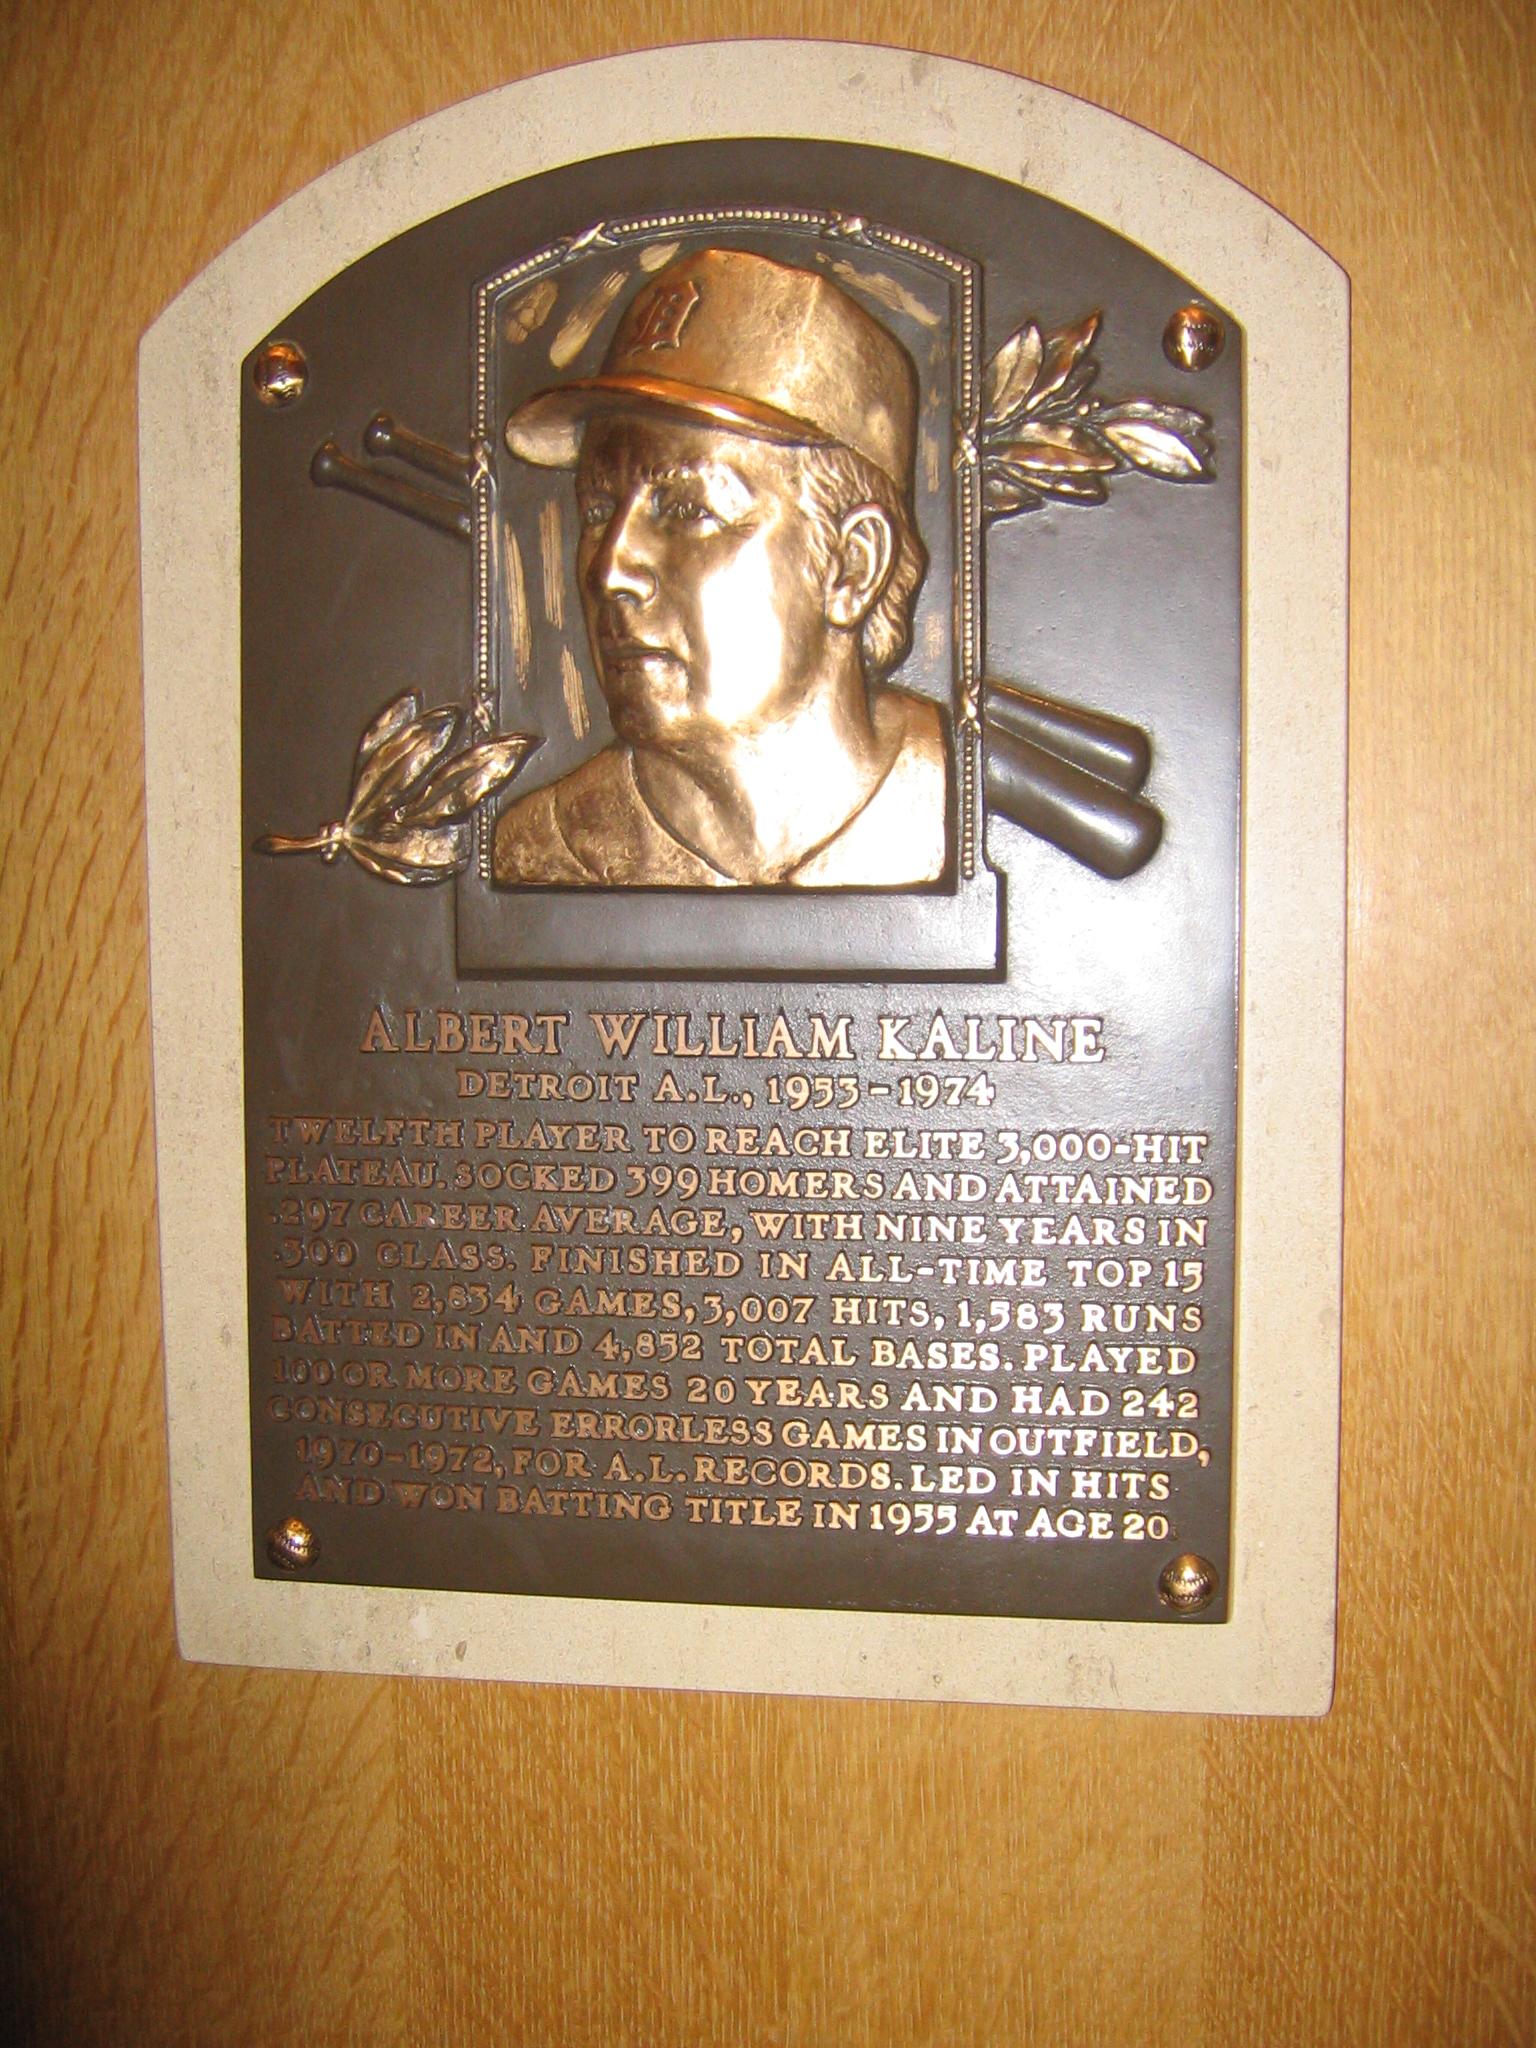 D
ALBERT WILLIAM KALINE
DETROIT A.L., 1953-1974
TWELFTH PLAYER TO REACH ELITE 3,000-HIT
PLATEAU. SOCKED 399 HOMERS AND ATTAINED
.297 CAREER AVERAGE, WITH NINE YEARS IN
.300 CLASS. FINISHED IN ALL-TIME TOP 15
WITH 2,834 GAMES, 3,007 HITS, 1,583 RUNS
BATTED IN AND 4,852 TOTAL BASES. PLAYED
100 OR MORE GAMES 20 YEARS AND HAD 242
CONSECUTIVE ERRORLESS GAMES IN OUTFIELD,
1970-1972, FOR A.L. RECORDS. LED IN HITS
AND WON BATTING TITLE IN 1955 AT AGE 20